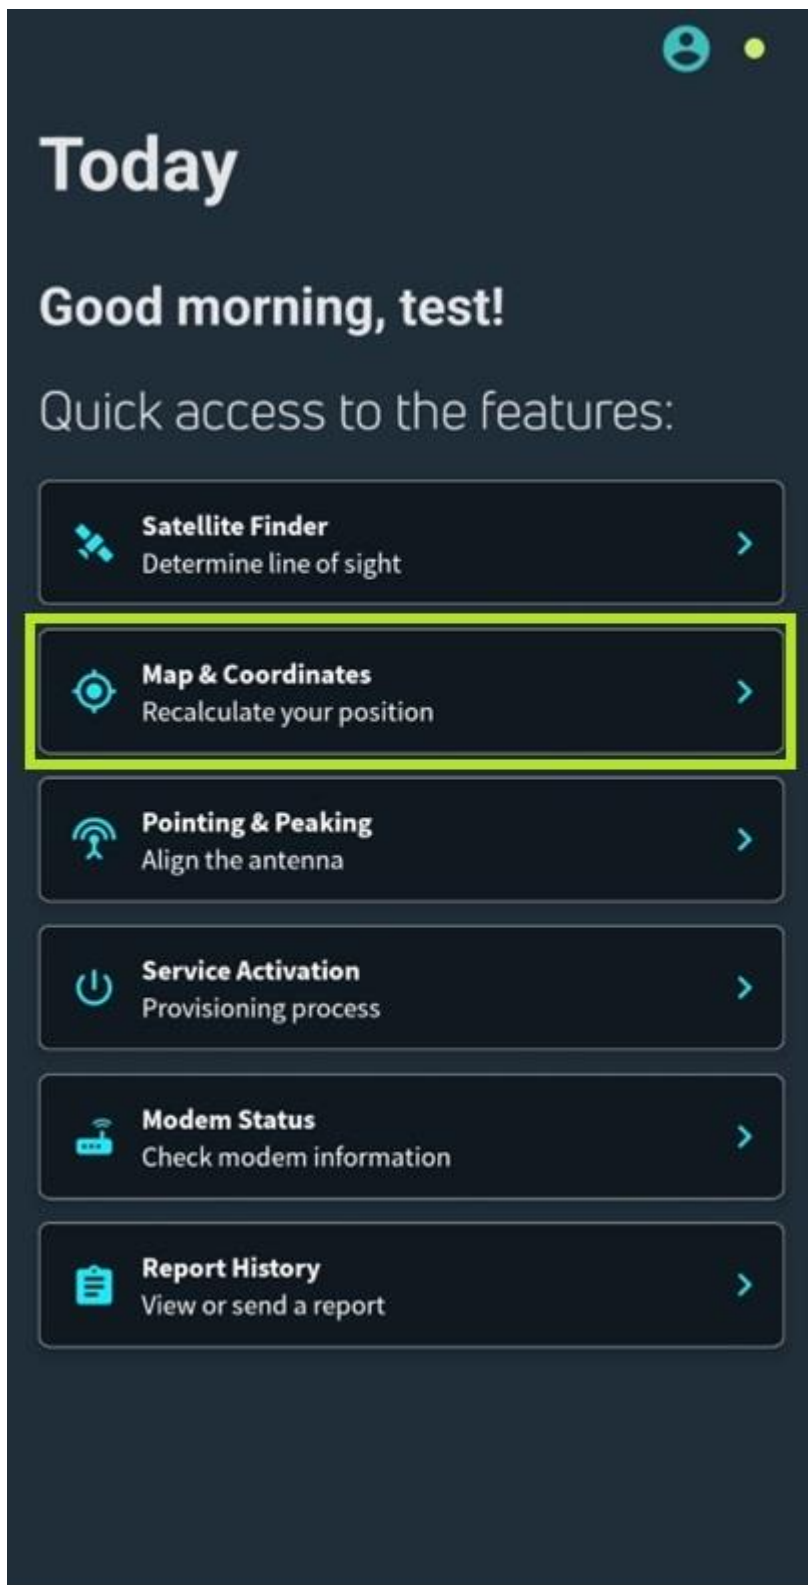 Today
Good morning, test!
Quick access to the features:
Satellite Finder
Determine line of sight
Map & Coordinates
Recalculate your position
Pointing & Peaking
Align the antenna
Service Activation
Provisioning process
Modem Status
Check modem information
Report History
View or send a report